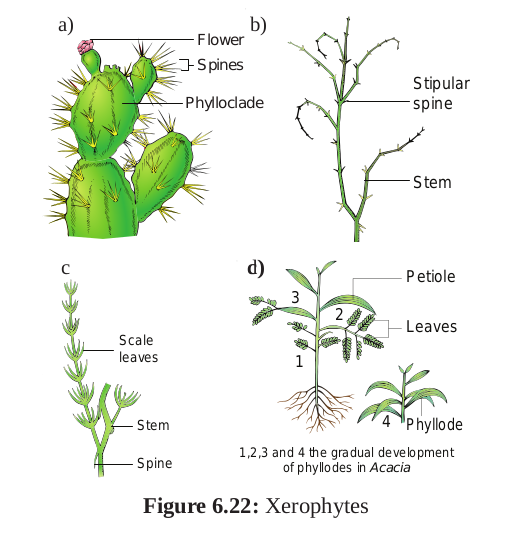 a)
Flower
Spines
Phylloclade
b)
Stipular
spine
Stem
c
Scale
leaves
Stem
Spine
d)
Petiole
3
2
Leaves
1
4
Phyllode
1,2,3 and 4 the gradual development
of phyllodes in Acacia
Figure 6.22: Xerophytes